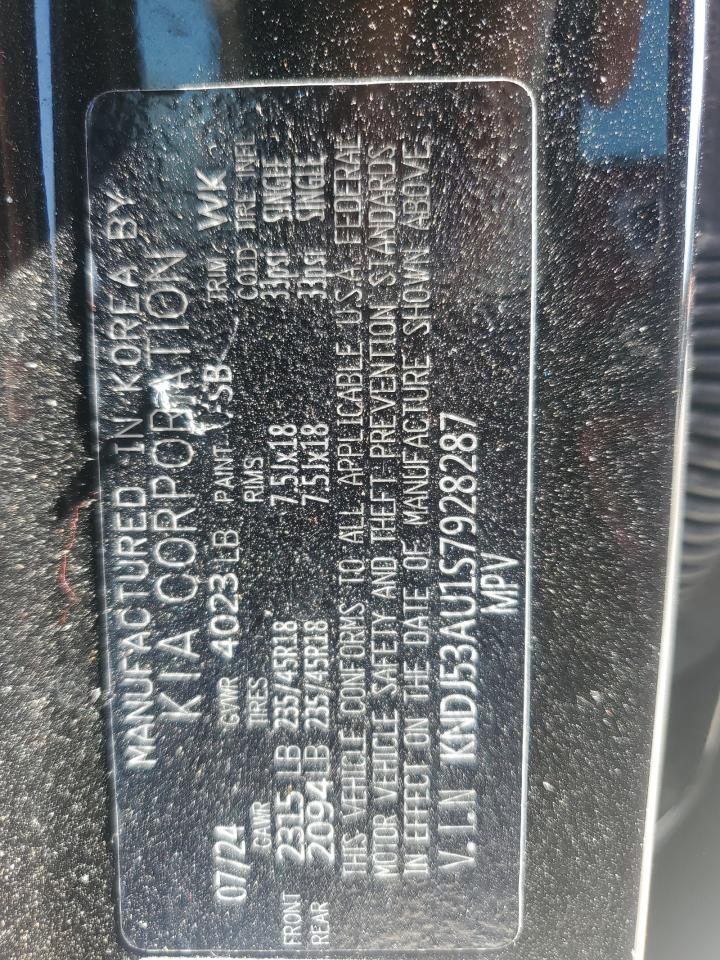 MANUFACTURED IN KOREA BY
KIA CORPORATION
07/24 GVWR 4023 LB PAINT SB TRIM WK
GAWR TIRES RIMS COLD TIRE INFL
FRONT 2315 LB 235/45R18 7.5JX18 33psi SINGLE
REAR 2094 LB 235/45R18 7.5JX18 33psi SINGLE
THIS VEHICLE CONFORMS TO ALL APPLICABLE U.S.A. FEDERAL
MOTOR VEHICLE SAFETY AND THEFT PREVENTION STANDARDS
IN EFFECT ON THE DATE OF MANUFACTURE SHOWN ABOVE.
V.I.N KNDJ53AU1S7928287
MPV